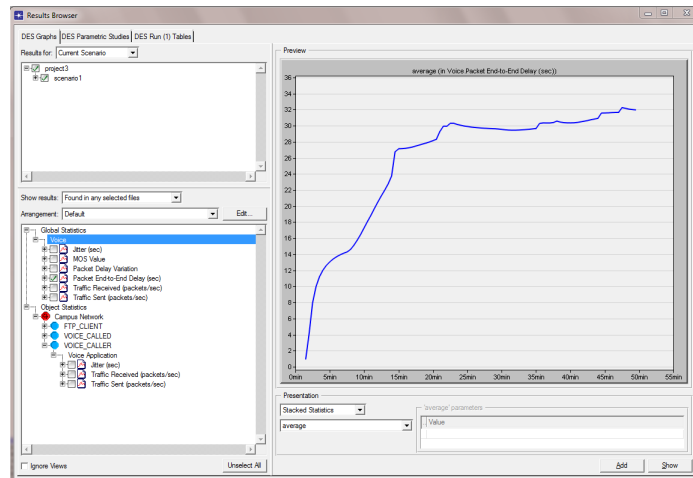 Results Browser
DES Graphs DES Parametric Studies DES Run (1) Tables
Results for: Current Scenario
project3
scenario1
Show results: Found in any selected files
Arrangement: Default Edit...
Global Statistics
Voice
Jitter (sec)
MOS Value
Packet Delay Variation
Packet End-to-End Delay (sec)
Traffic Received (packets/sec)
Traffic Sent (packets/sec)
Object Statistics
Campus Network
FTP_CLIENT
VOICE_CALLED
VOICE_CALLER
Voice Application
Jitter (sec)
Traffic Received (packets/sec)
Traffic Sent (packets/sec)
Ignore Views Unselect All
Preview
average (in Voice.Packet End-to-End Delay (sec))
36
34
32
30
28
26
24
22
20
18
16
14
12
10
8
6
4
2
0
0min 5min 10min 15min 20min 25min 30min 35min 40min 45min 50min 55min
Presentation
Stacked Statistics
average
'average' parameters
Value
Add Show